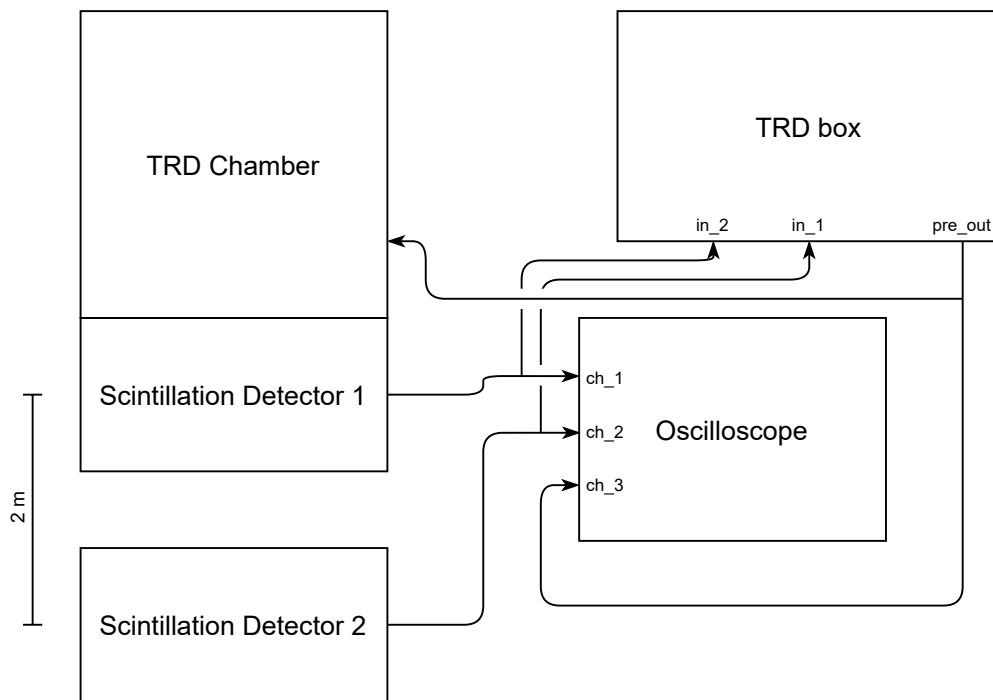 TRD Chamber
TRD box
in_2
in_1
pre_out
Scintillation Detector 1
ch_1
ch_2
Oscilloscope
ch_3
2 m
Scintillation Detector 2